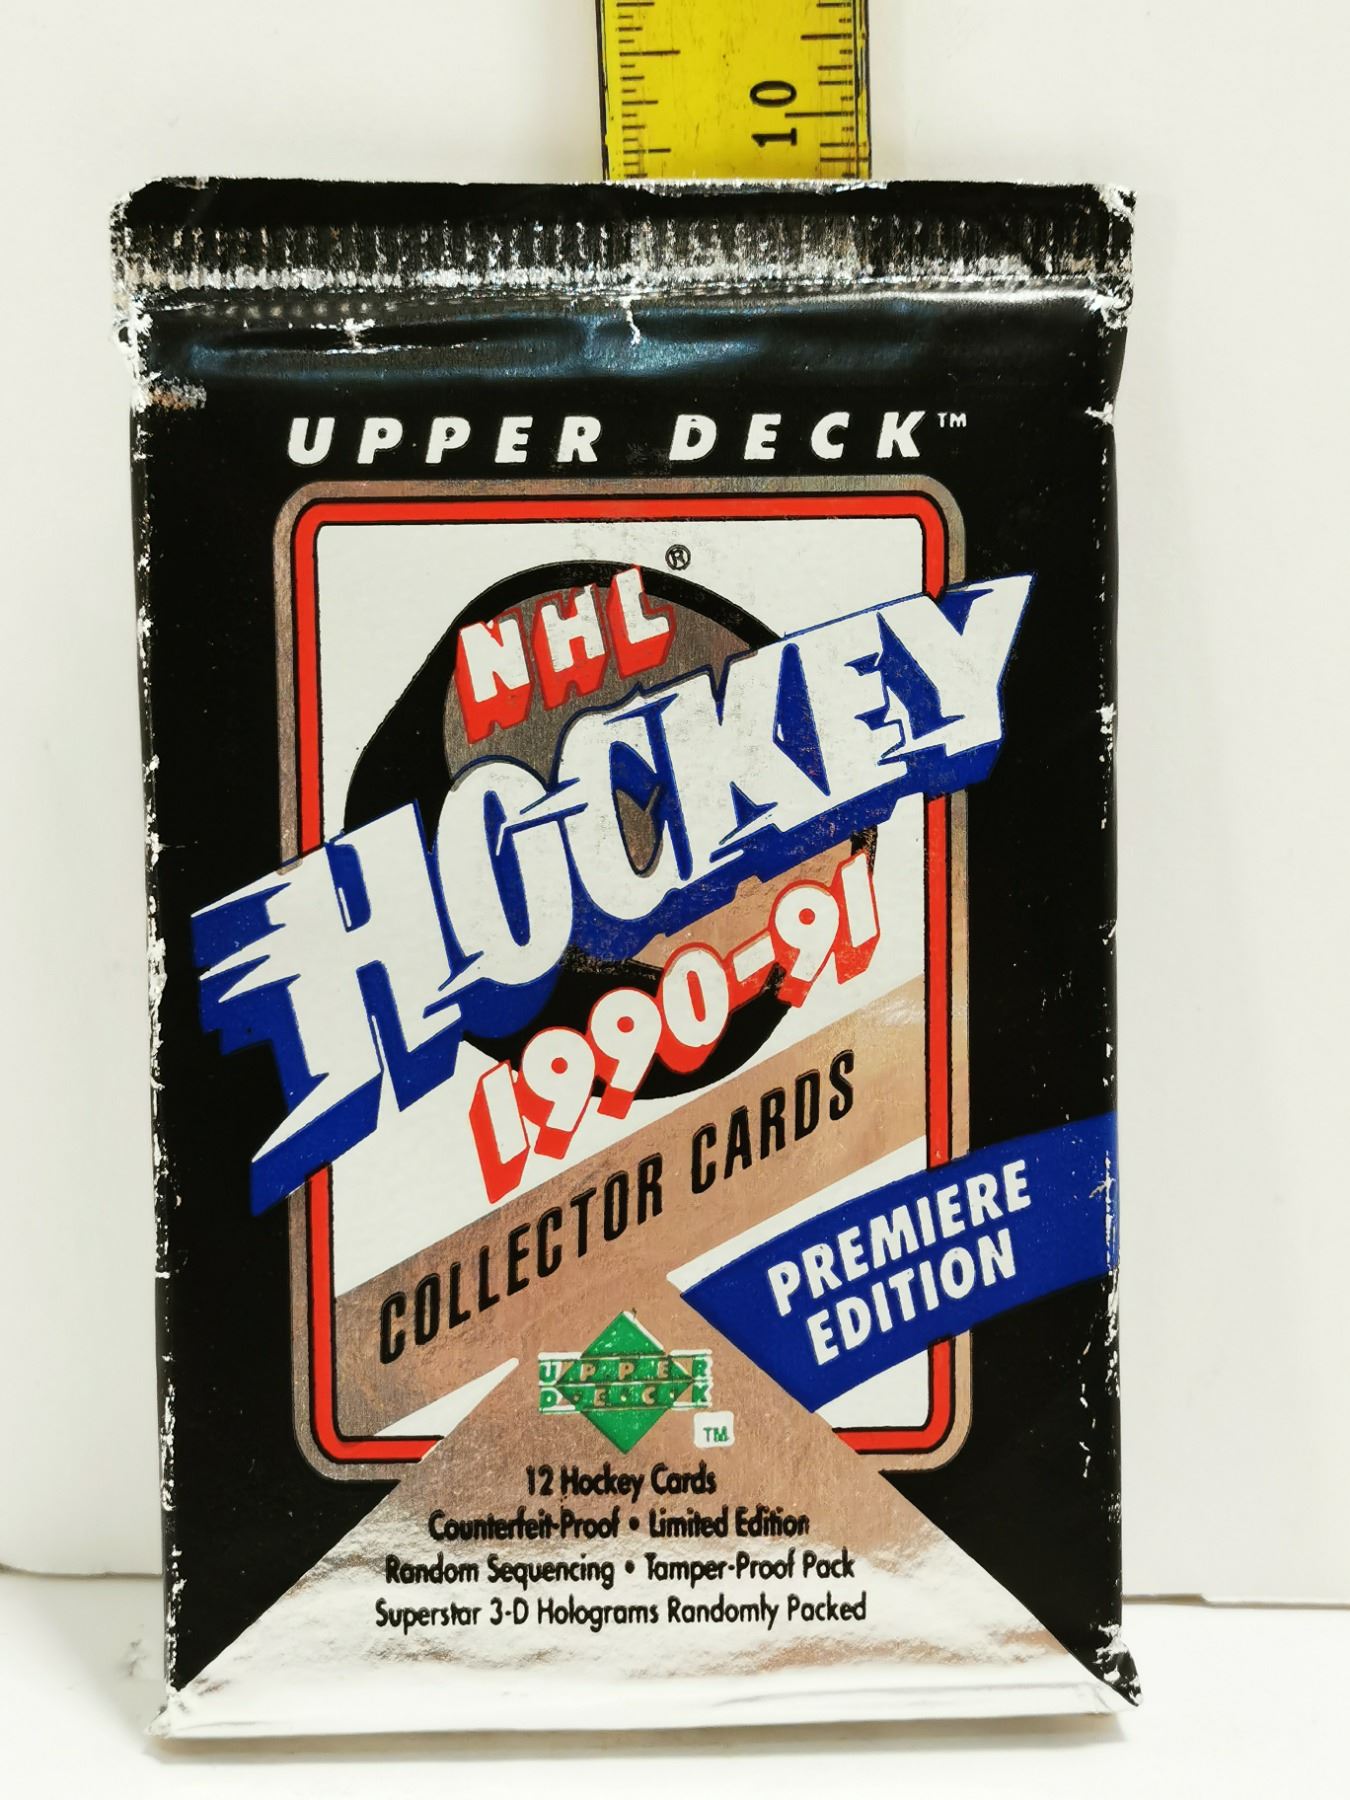 10
UPPER DECK™
NHL®
HOCKEY
1990-91
COLLECTOR CARDS
PREMIERE
EDITION
UPPER
DECK
TM
12 Hockey Cards
Counterfeit-Proof • Limited Edition
Random Sequencing • Tamper-Proof Pack
Superstar 3-D Holograms Randomly Packed